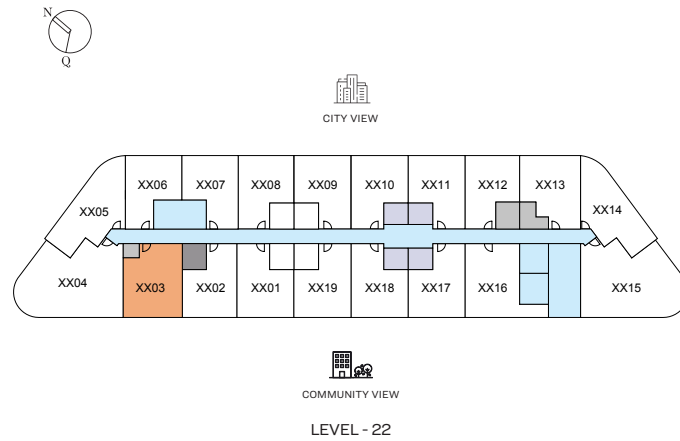 N
Q
CITY VIEW
XX06 XX07 XX08 XX09 XX10 XX11 XX12 XX13
XX05 XX14
XX04 XX03 XX02 XX01 XX19 XX18 XX17 XX16 XX15
COMMUNITY VIEW
LEVEL - 22